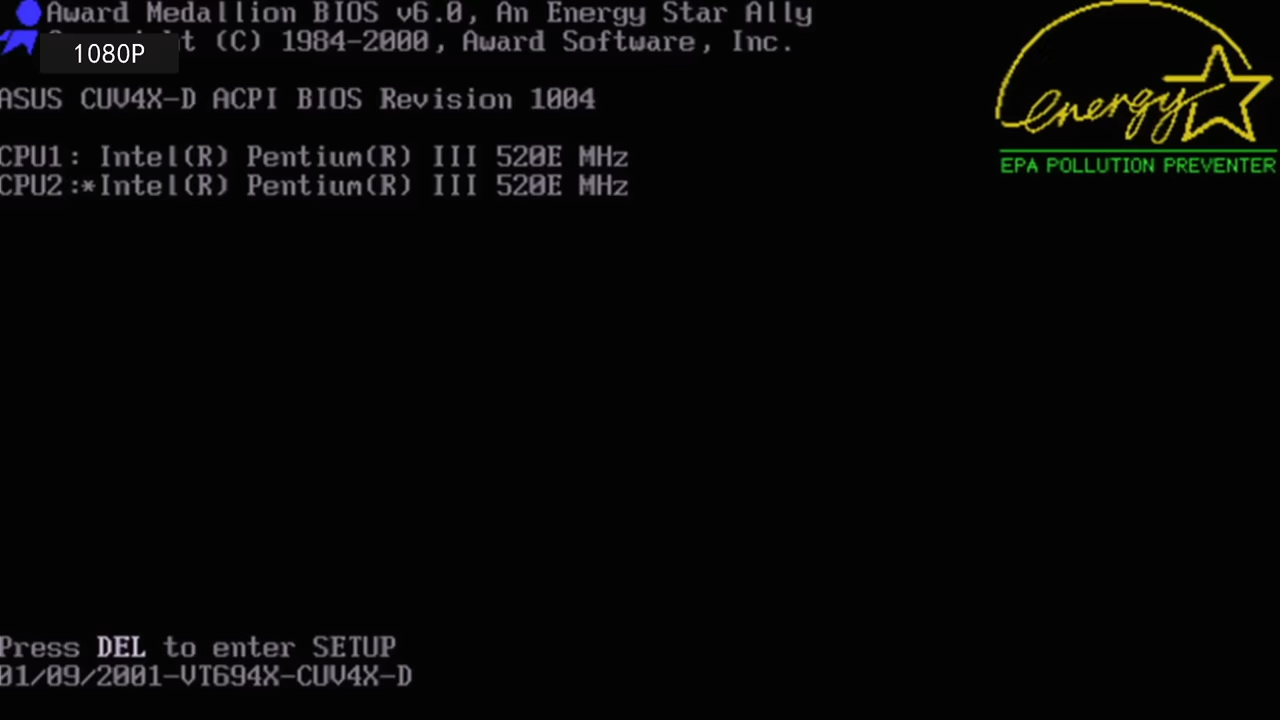 Award Medallion BIOS v6.0, An Energy Star Ally
(C) 1984-2000, Award Software, Inc.
1080P
ASUS CUV4X-D ACPI BIOS Revision 1004
energy
EPA POLLUTION PREVENTER
CPU1: Intel(R) Pentium(R) III 520E MHz
CPU2:*Intel(R) Pentium(R) III 520E MHz
Press DEL to enter SETUP
01/09/2001-VT694X-CUV4X-D